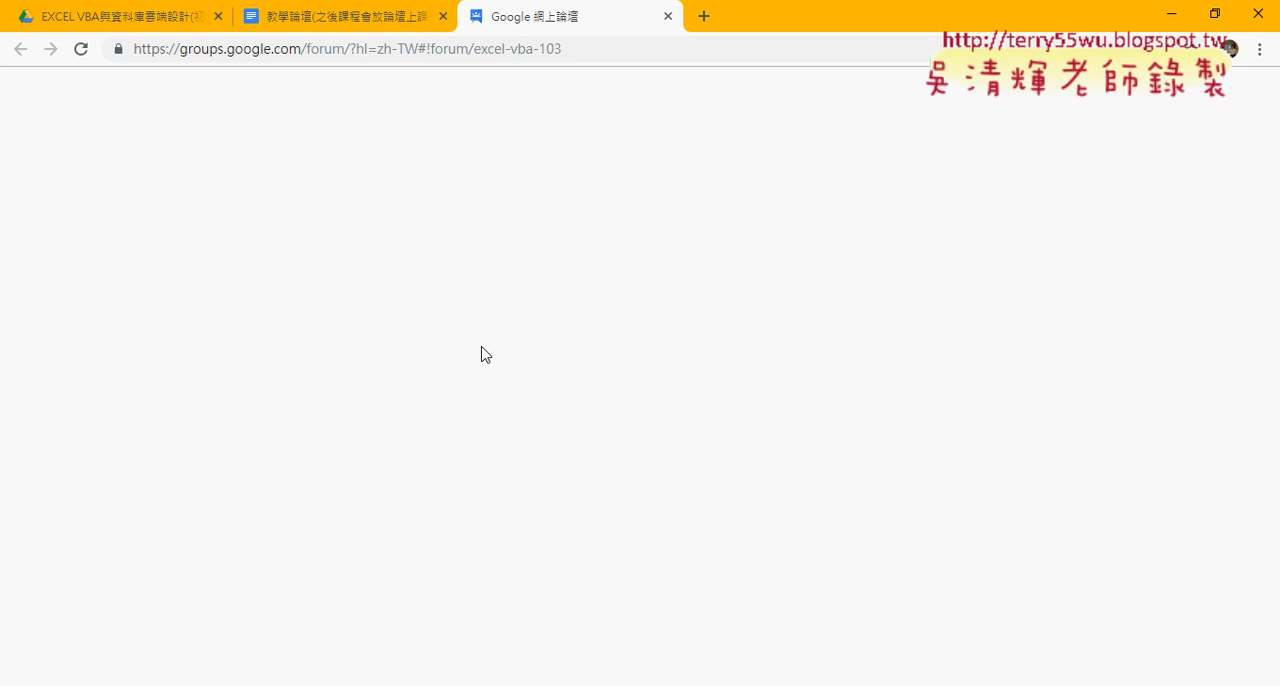 EXCEL VBA與資料庫雲端設計(初
教學論壇(之後課程會放論壇上課
Google 網上論壇
https://groups.google.com/forum/?hl=zh-TW#!forum/excel-vba-103
http://terry55wu.blogspot.tw
吳清輝老師錄製